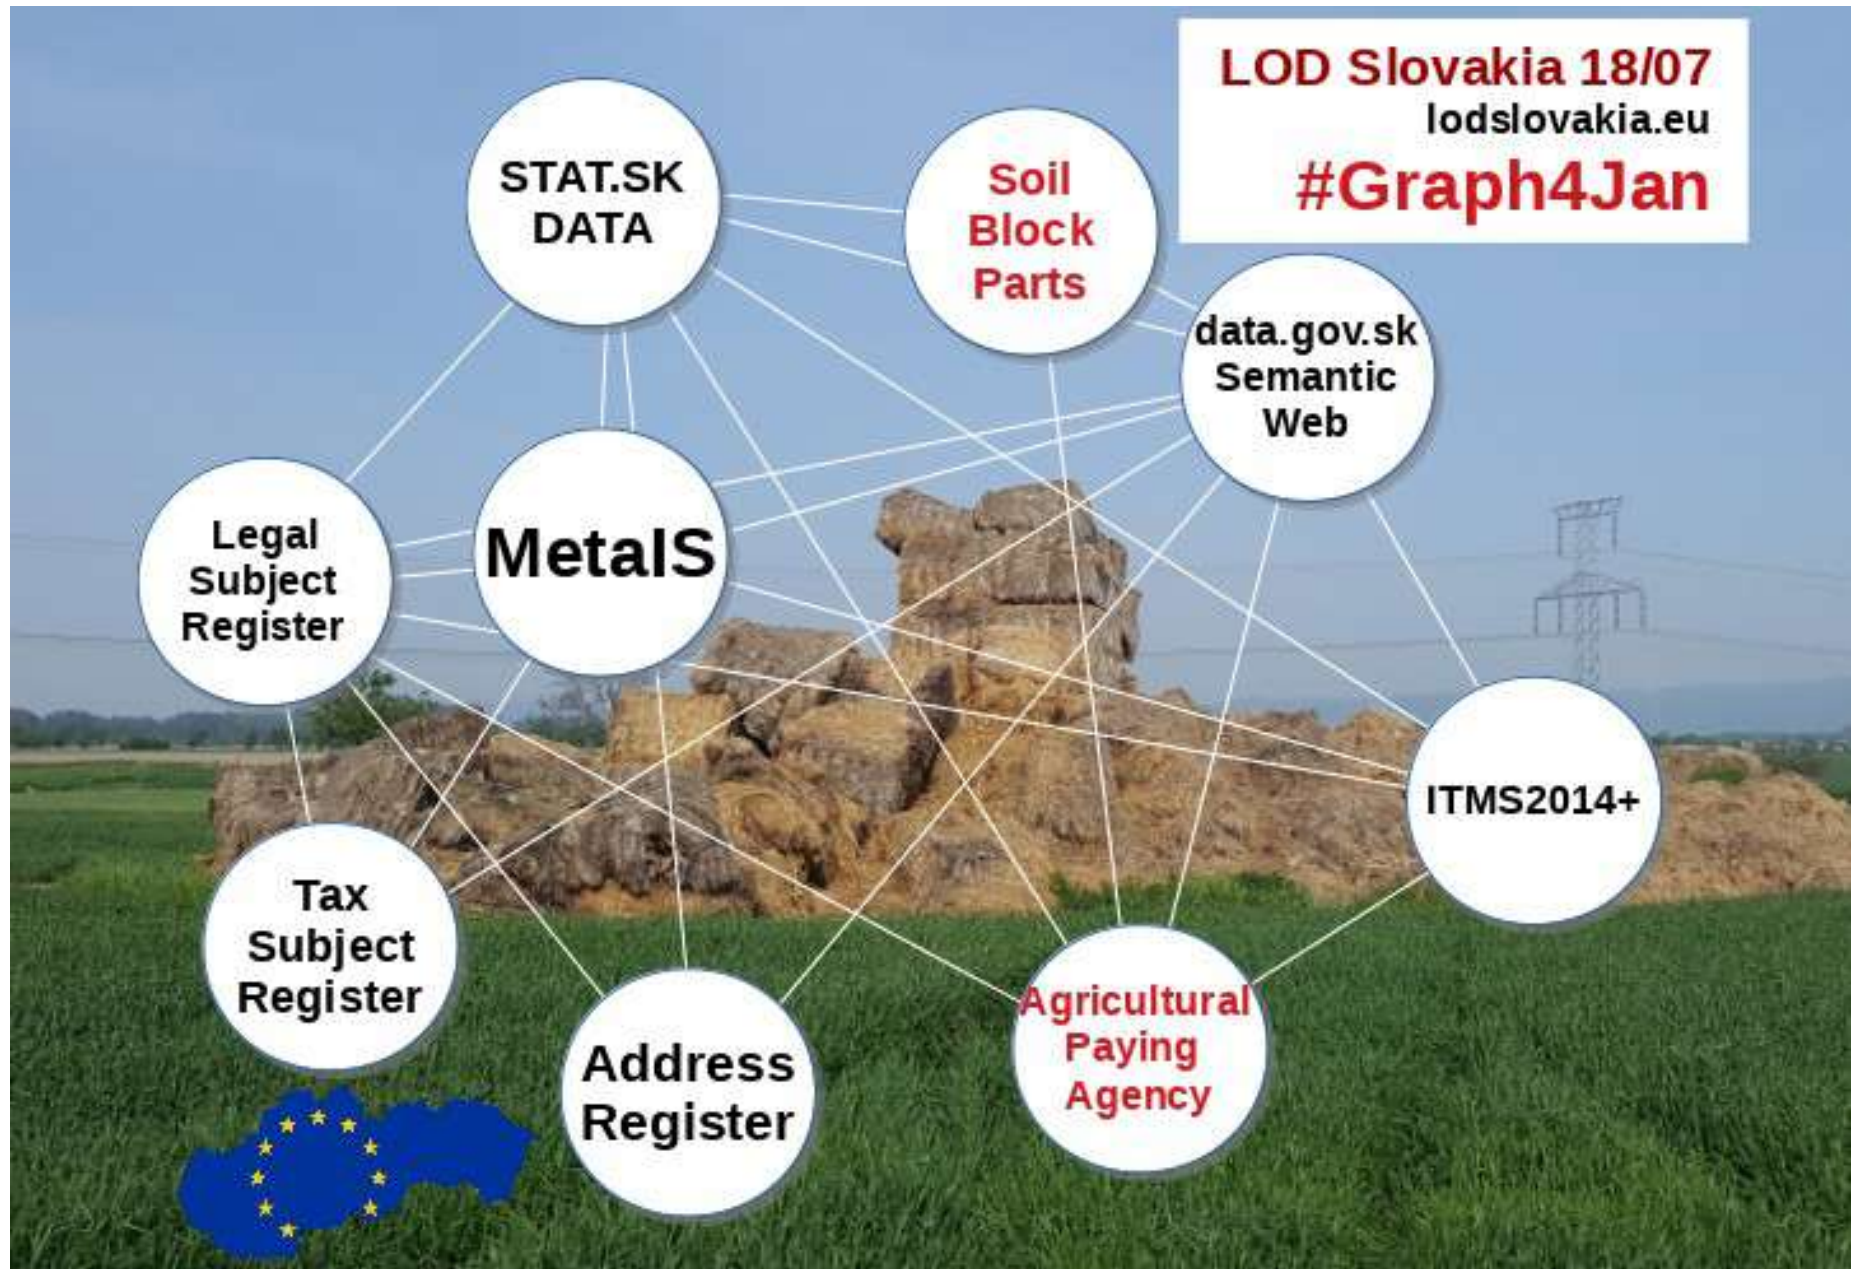 LOD Slovakia 18/07
lodslovakia.eu
#Graph4Jan
STAT.SK
DATA
Soil
Block
Parts
data.gov.sk
Semantic
Web
Legal
Subject
Register
MetaIS
ITMS2014+
Tax
Subject
Register
Address
Register
Agricultural
Paying
Agency